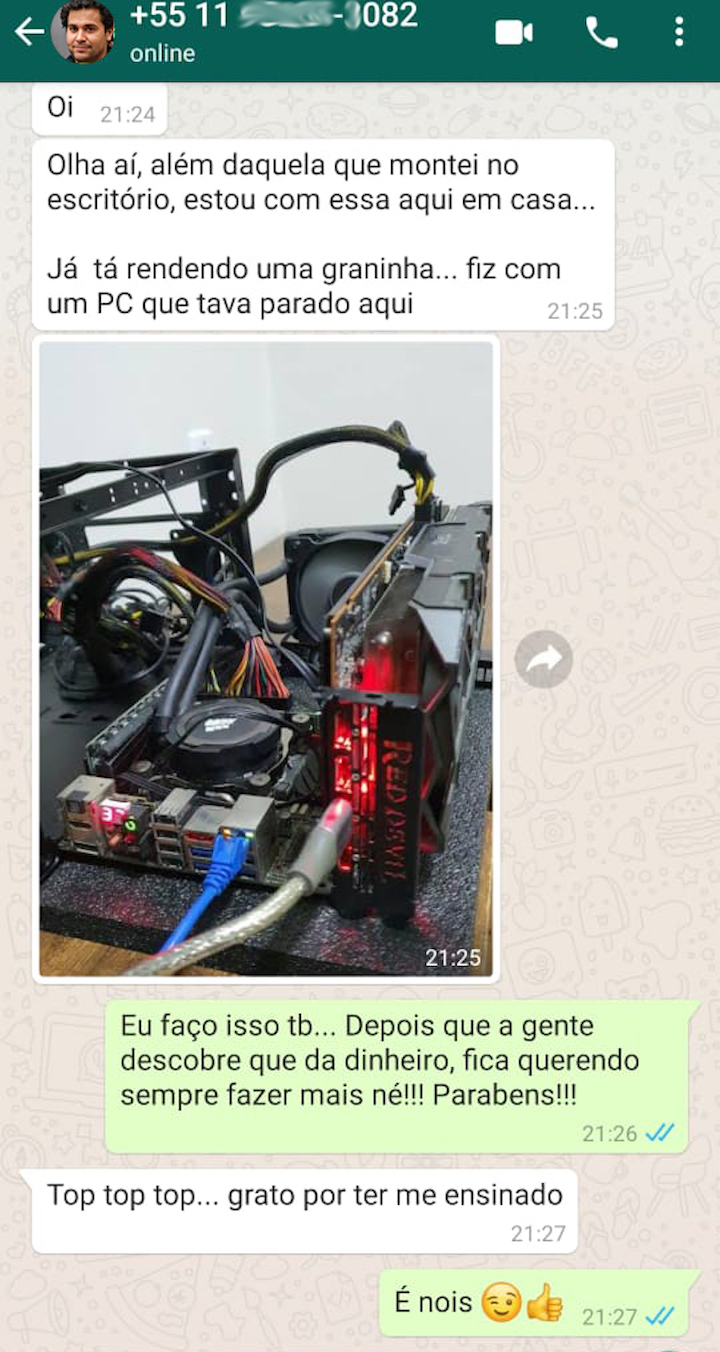 +55 11 082
online
Oi 21:24
Olha aí, além daquela que montei no
escritório, estou com essa aqui em casa...
Já tá rendendo uma graninha... fiz com
um PC que tava parado aqui 21:25
37
RED DEVIL
21:25
Eu faço isso tb... Depois que a gente
descobre que da dinheiro, fica querendo
sempre fazer mais né!!! Parabens!!!
21:26
Top top top... grato por ter me ensinado
21:27
É nois 😉👍 21:27